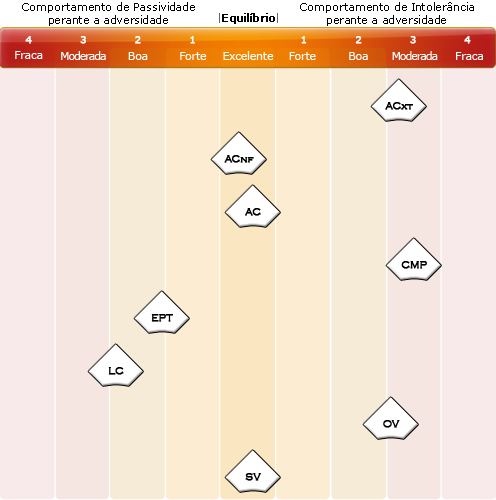 Comportamento de Passividade
perante a adversidade
|Equilíbrio|
Comportamento de Intolerância
perante a adversidade
4 3 2 1 1 2 3 4
Fraca Moderada Boa Forte Excelente Forte Boa Moderada Fraca
ACXT
ACNF
AC
CMP
EPT
LC
OV
SV